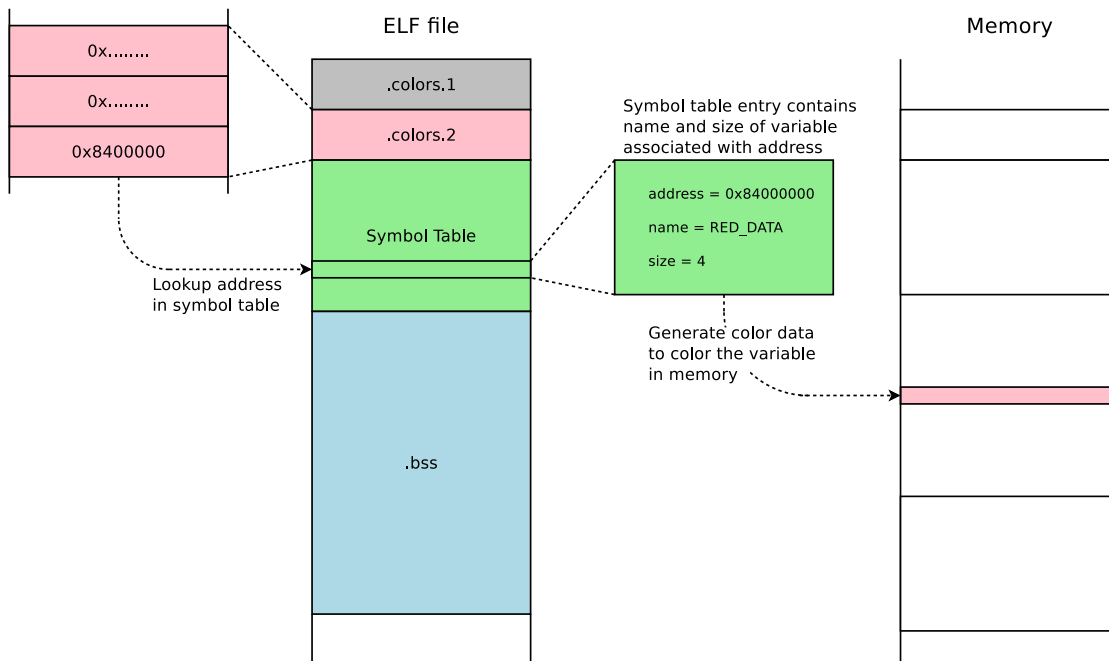 ELF file
Memory
0x........
0x........
0x8400000
.colors.1
.colors.2
Symbol Table
.bss
Lookup address
in symbol table
Symbol table entry contains
name and size of variable
associated with address
address = 0x84000000
name = RED_DATA
size = 4
Generate color data
to color the variable
in memory